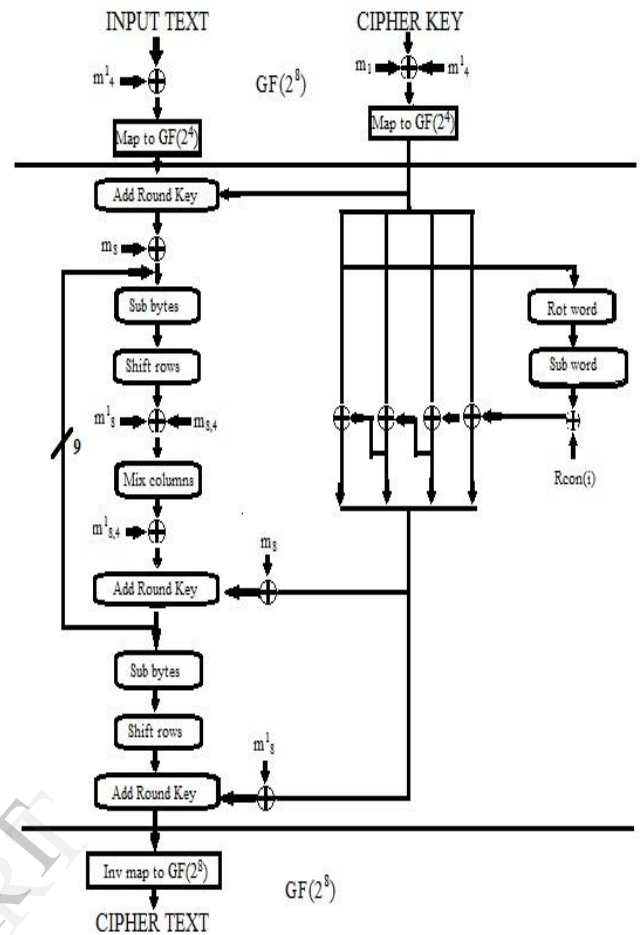 INPUT TEXT
CIPHER KEY
m¹₄
GF(2⁸)
m₁
m¹₄
Map to GF(2⁴)
Map to GF(2⁴)
Add Round Key
m₈
Sub bytes
Rot word
Shift rows
Sub word
m¹₈
m₈,₄
9
Mix columns
Rcon(i)
m¹₈,₄
m₈
Add Round Key
Sub bytes
Shift rows
m¹₈
Add Round Key
Inv map to GF(2⁸)
GF(2⁸)
CIPHER TEXT